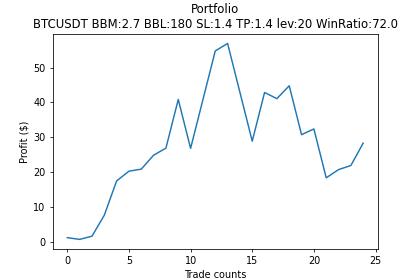 Portfolio
BTCUSDT BBM:2.7 BBL:180 SL:1.4 TP:1.4 lev:20 WinRatio:72.0
50
40
30
20
10
0
Profit ($)
0 5 10 15 20 25
Trade counts